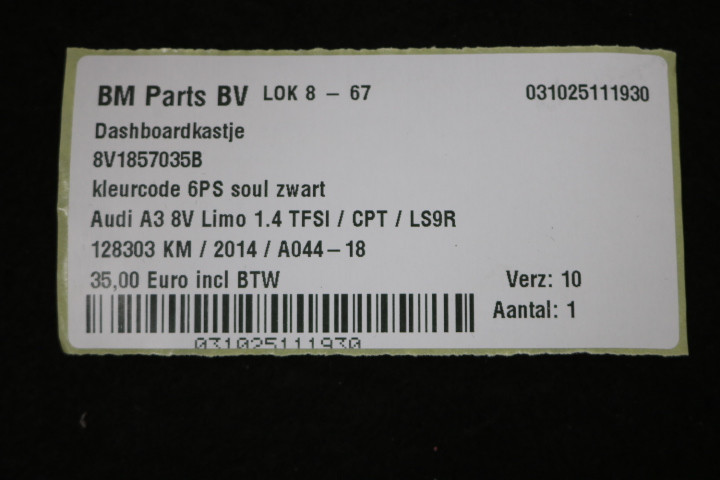 BM Parts BV LOK 8 – 67 031025111930
Dashboardkastje
8V1857035B
kleurcode 6PS soul zwart
Audi A3 8V Limo 1.4 TFSI / CPT / LS9R
128303 KM / 2014 / A044–18
35,00 Euro incl BTW Verz: 10
Aantal: 1
031025111930